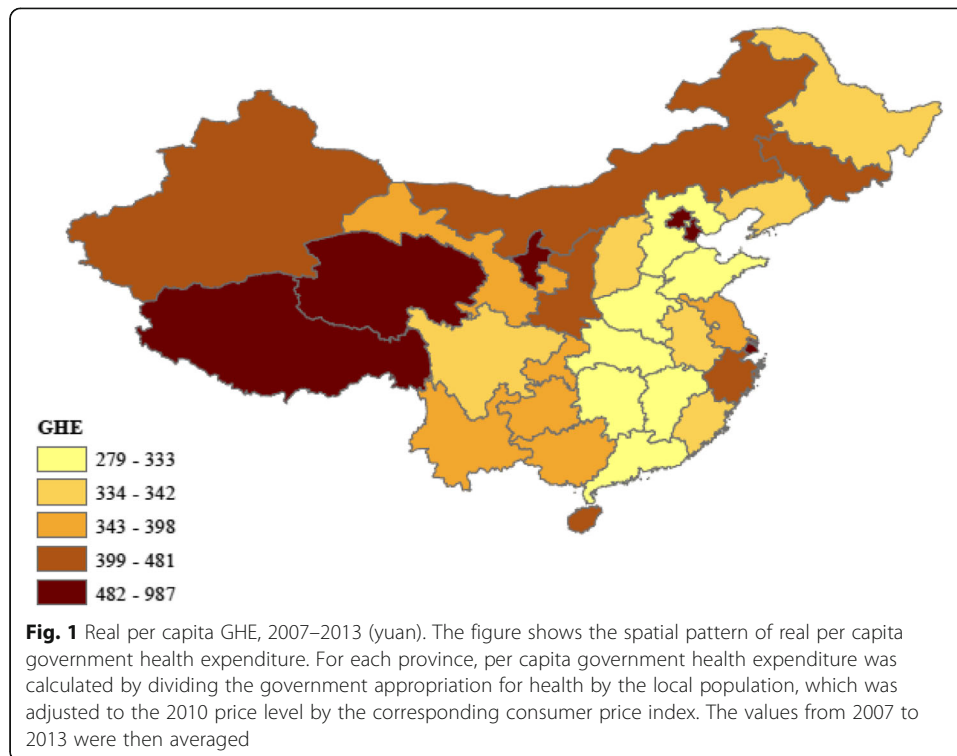 GHE
279 - 333
334 - 342
343 - 398
399 - 481
482 - 987
Fig. 1 Real per capita GHE, 2007–2013 (yuan). The figure shows the spatial pattern of real per capita
government health expenditure. For each province, per capita government health expenditure was
calculated by dividing the government appropriation for health by the local population, which was
adjusted to the 2010 price level by the corresponding consumer price index. The values from 2007 to
2013 were then averaged